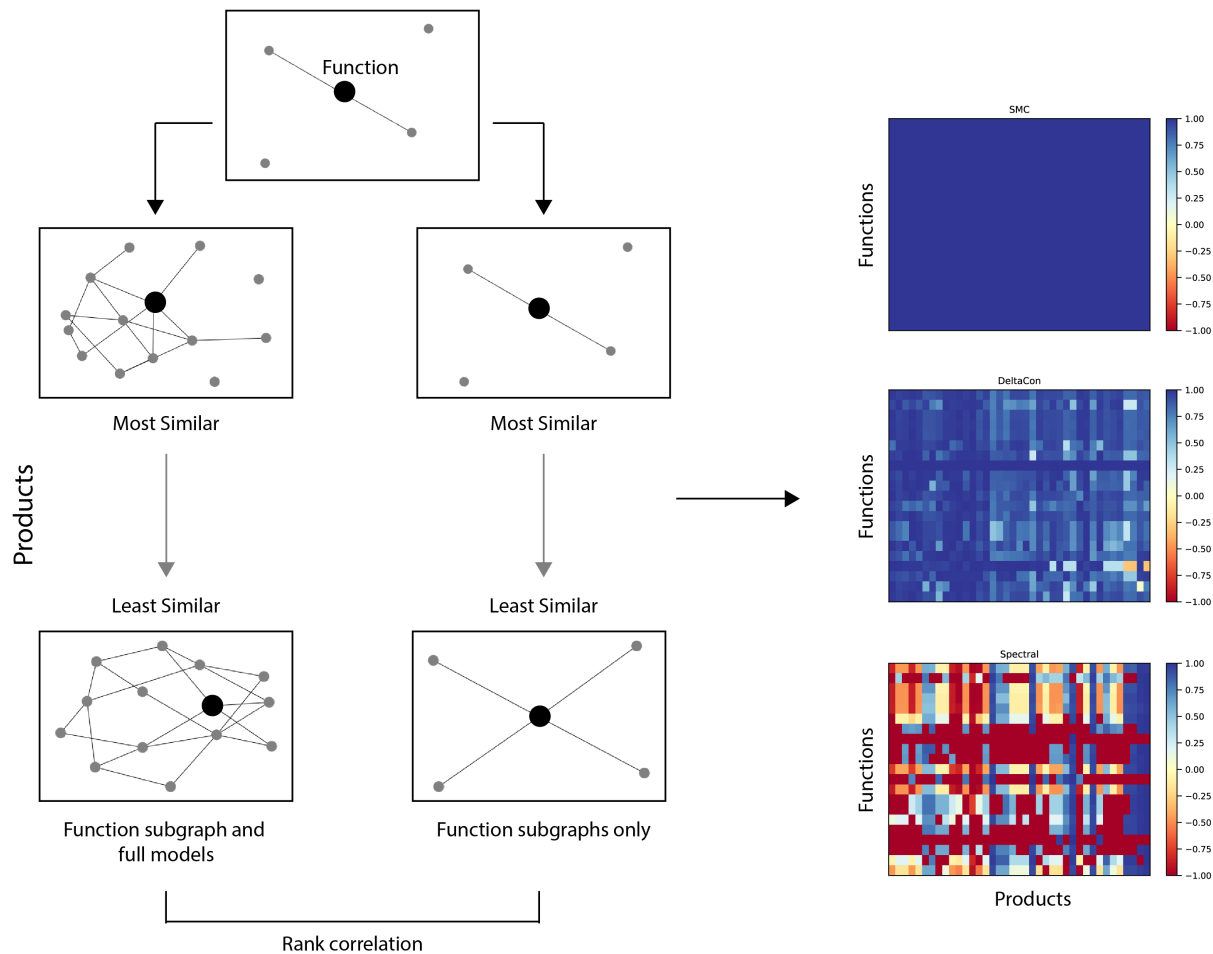 Function
Most Similar
Most Similar
Products
Least Similar
Least Similar
Function subgraph and
full models
Function subgraphs only
Rank correlation
SMC
Functions
1.00
0.75
0.50
0.25
0.00
−0.25
−0.50
−0.75
−1.00
DeltaCon
Functions
1.00
0.75
0.50
0.25
0.00
−0.25
−0.50
−0.75
−1.00
Spectral
Functions
1.00
0.75
0.50
0.25
0.00
−0.25
−0.50
−0.75
−1.00
Products